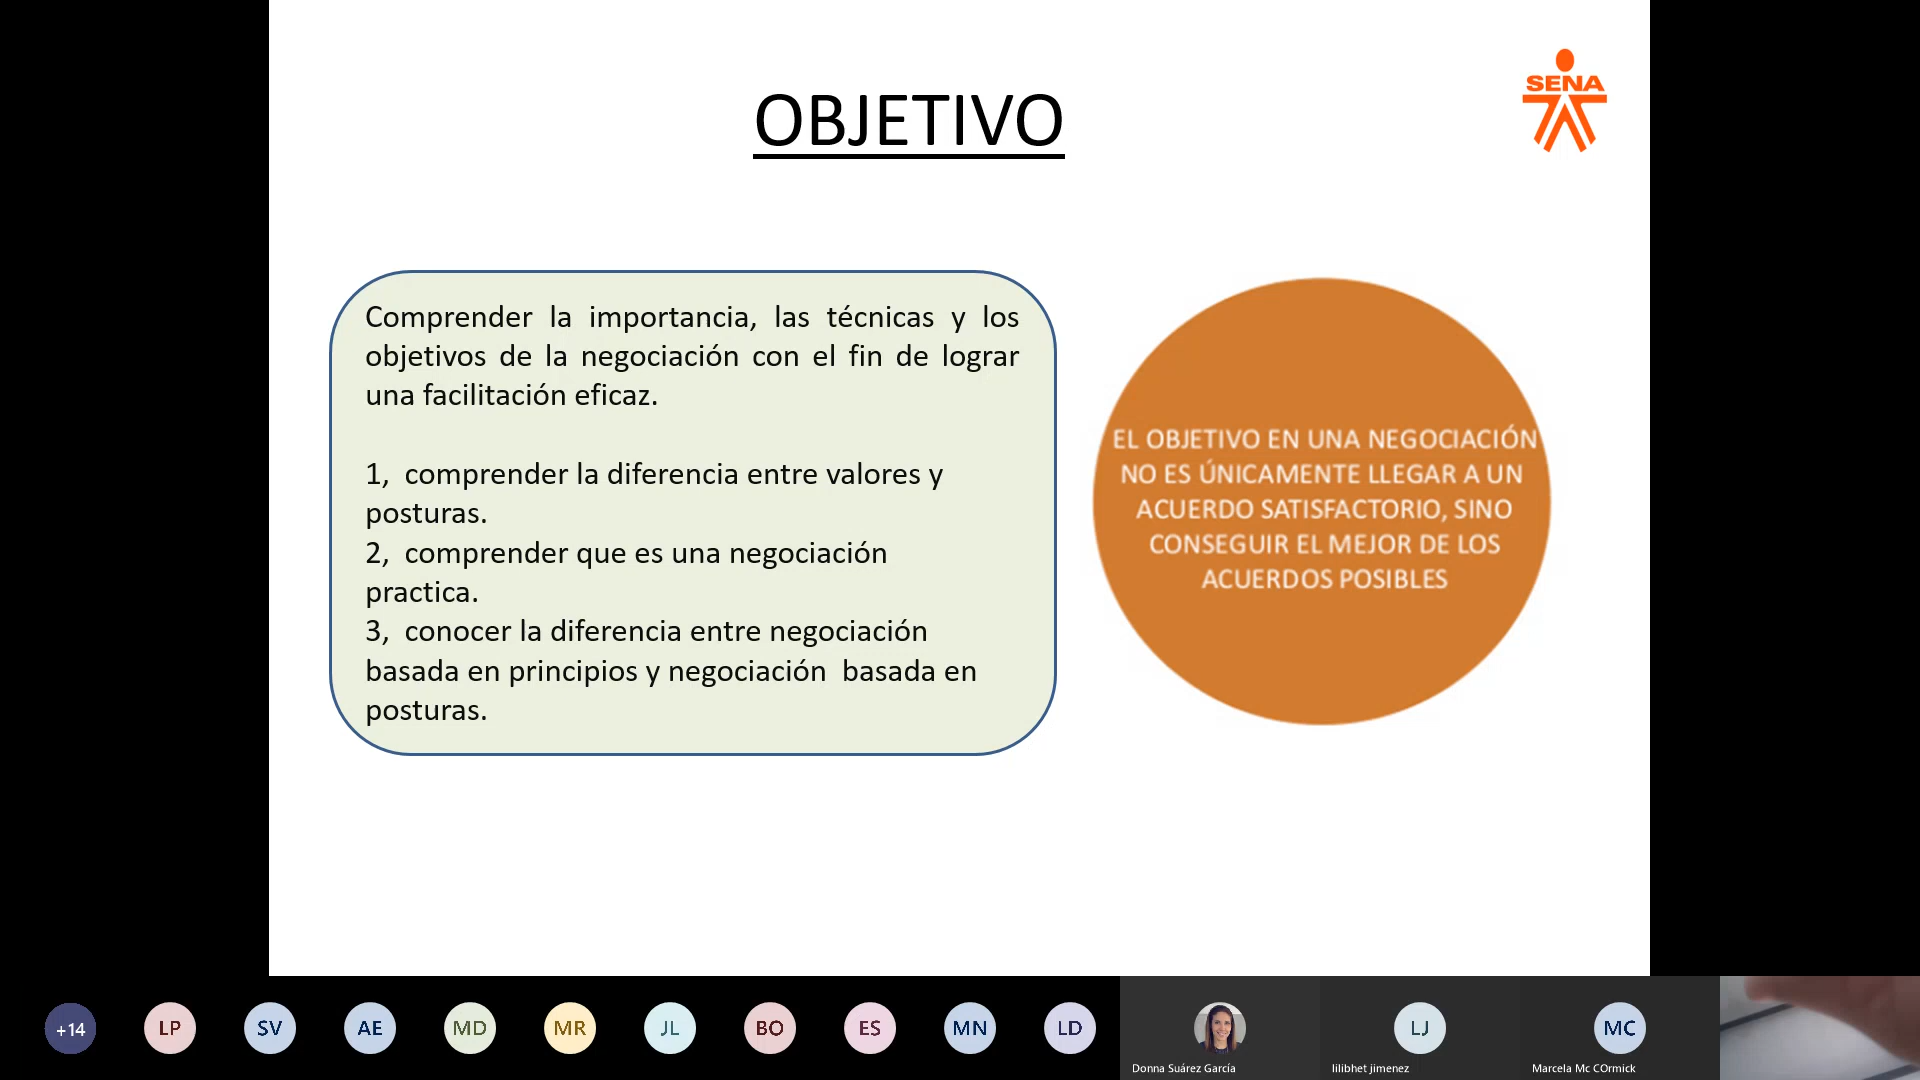 OBJETIVO
SENA
Comprender la importancia, las técnicas y los
objetivos de la negociación con el fin de lograr
una facilitación eficaz.
1, comprender la diferencia entre valores y
posturas.
2, comprender que es una negociación
practica.
3, conocer la diferencia entre negociación
basada en principios y negociación basada en
posturas.
EL OBJETIVO EN UNA NEGOCIACIÓN
NO ES ÚNICAMENTE LLEGAR A UN
ACUERDO SATISFACTORIO, SINO
CONSEGUIR EL MEJOR DE LOS
ACUERDOS POSIBLES
+14 LP SV AE MD MR JL BO ES MN LD LJ MC
Donna Suárez García lilibhet jimenez Marcela Mc COrmick